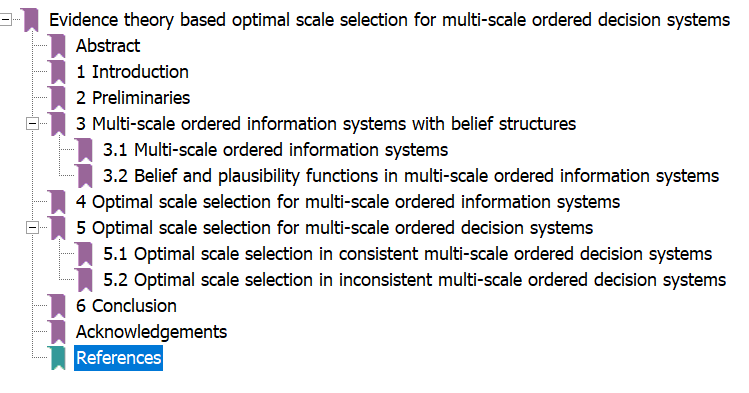 Evidence theory based optimal scale selection for multi-scale ordered decision systems
Abstract
1 Introduction
2 Preliminaries
3 Multi-scale ordered information systems with belief structures
3.1 Multi-scale ordered information systems
3.2 Belief and plausibility functions in multi-scale ordered information systems
4 Optimal scale selection for multi-scale ordered information systems
5 Optimal scale selection for multi-scale ordered decision systems
5.1 Optimal scale selection in consistent multi-scale ordered decision systems
5.2 Optimal scale selection in inconsistent multi-scale ordered decision systems
6 Conclusion
Acknowledgements
References